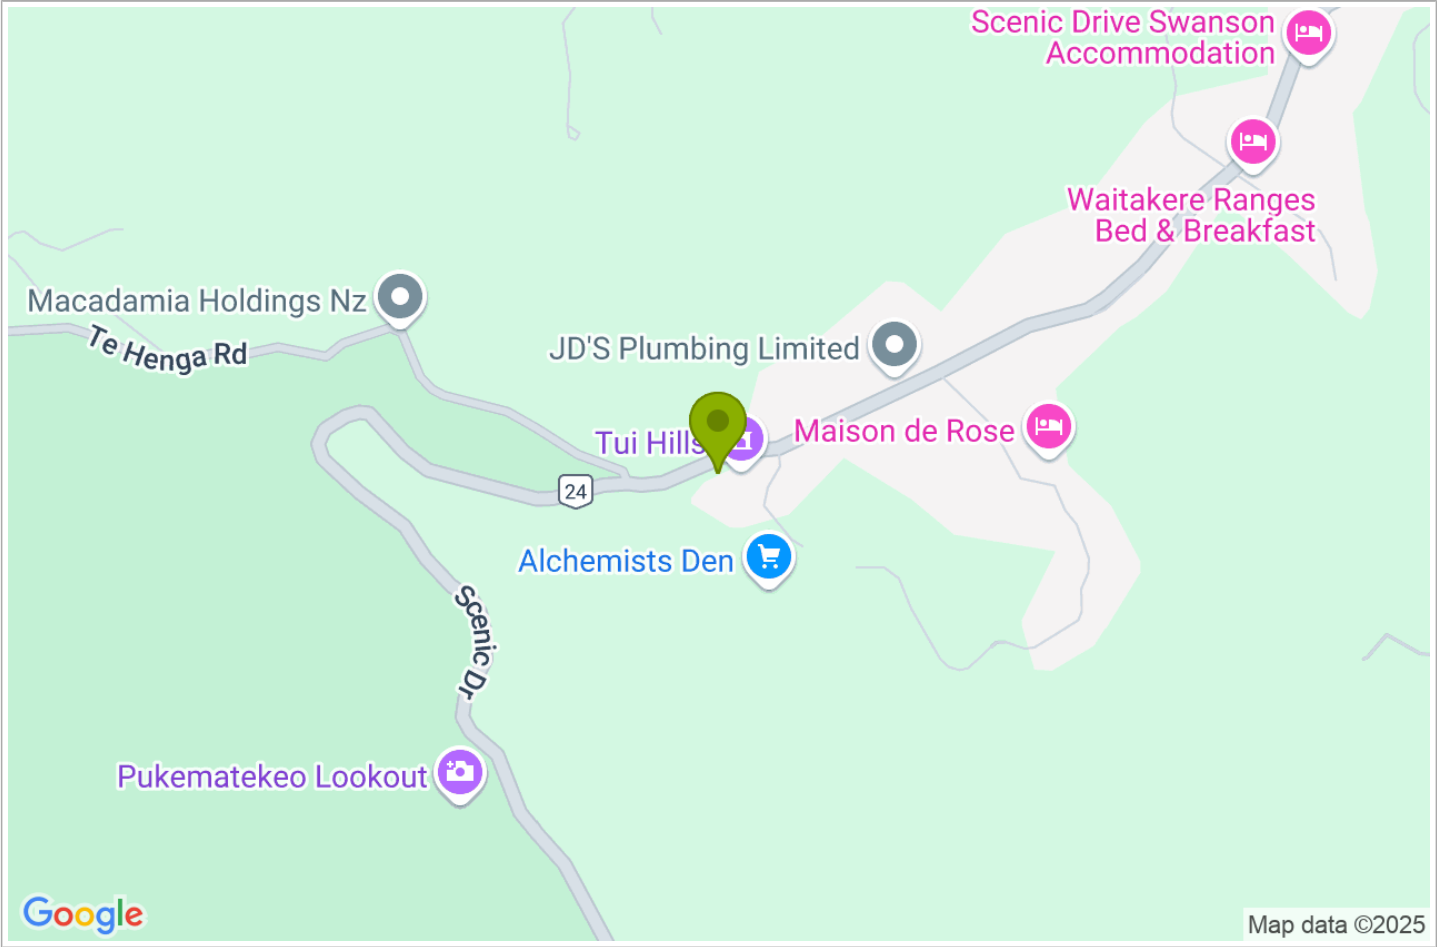 Scenic Drive Swanson
Accommodation
Waitakere Ranges
Bed & Breakfast
Macadamia Holdings Nz
Te Henga Rd
JD'S Plumbing Limited
Tui Hills
Maison de Rose
24
Alchemists Den
Scenic Dr
Pukematekeo Lookout
Google
Map data ©2025